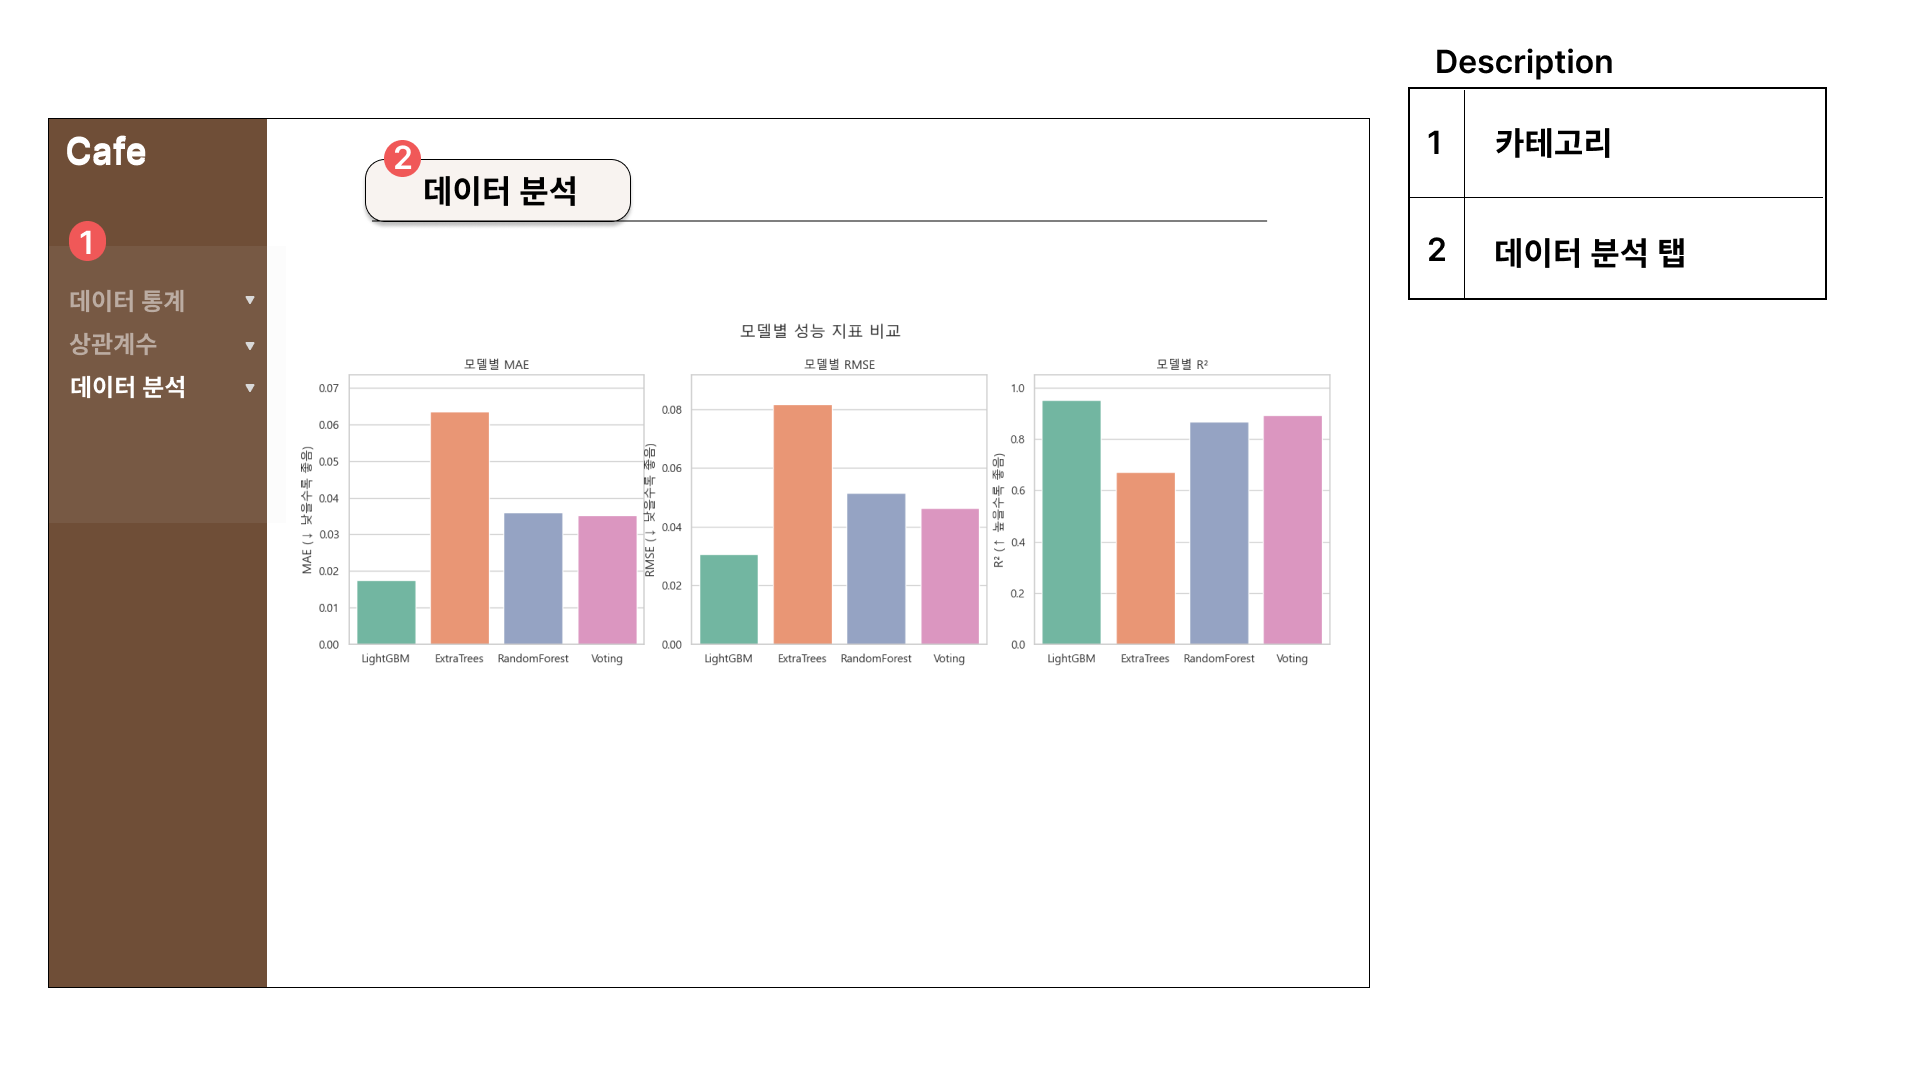 Description
1 카테고리
2 데이터 분석 탭
Cafe
1
데이터 통계 ▼
상관계수 ▼
데이터 분석 ▼
2
데이터 분석
모델별 성능 지표 비교
모델별 MAE
MAE (↓ 낮을수록 좋음)
0.07
0.06
0.05
0.04
0.03
0.02
0.01
0.00
LightGBM ExtraTrees RandomForest Voting
모델별 RMSE
RMSE (↓ 낮을수록 좋음)
0.08
0.06
0.04
0.02
0.00
LightGBM ExtraTrees RandomForest Voting
모델별 R²
R² (↑ 높을수록 좋음)
1.0
0.8
0.6
0.4
0.2
0.0
LightGBM ExtraTrees RandomForest Voting